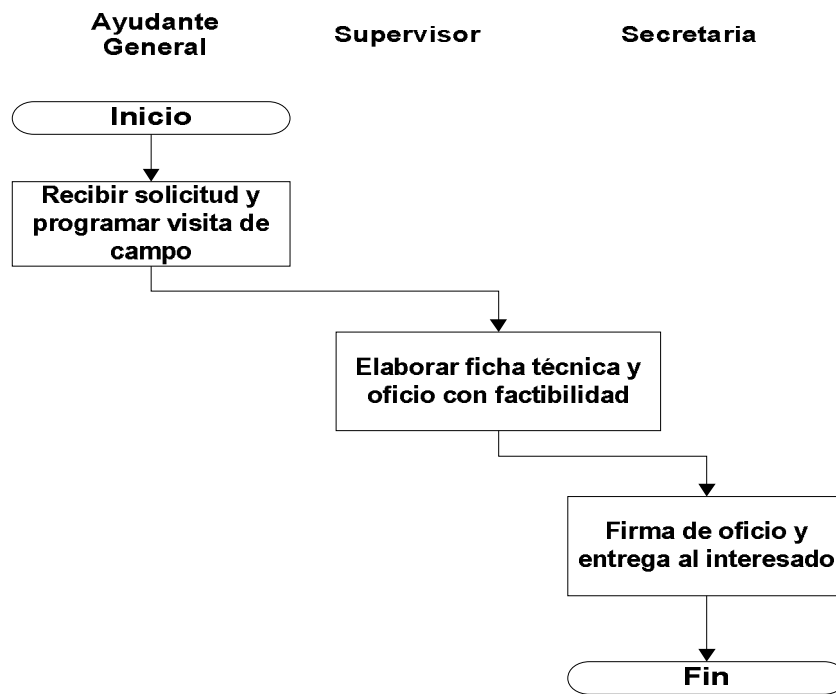 Ayudante
General
Supervisor
Secretaria
Inicio
Recibir solicitud y
programar visita de
campo
Elaborar ficha técnica y
oficio con factibilidad
Firma de oficio y
entrega al interesado
Fin